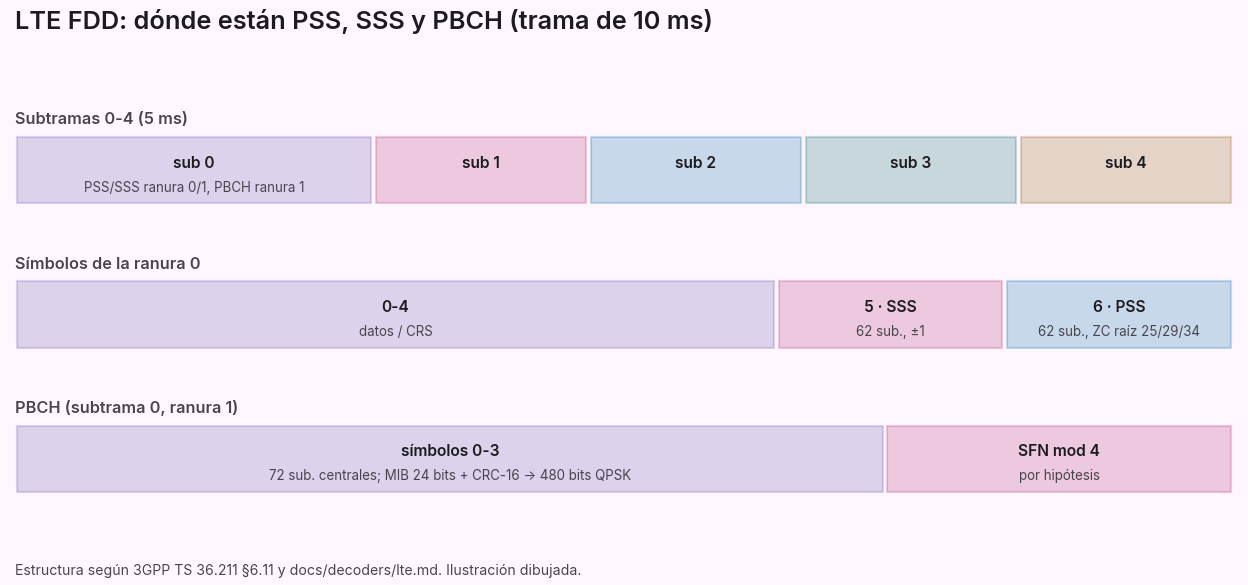 LTE FDD: dónde están PSS, SSS y PBCH (trama de 10 ms)
Subtramas 0-4 (5 ms)
sub 0
PSS/SSS ranura 0/1, PBCH ranura 1
sub 1
sub 2
sub 3
sub 4
Símbolos de la ranura 0
0-4
datos / CRS
5 · SSS
62 sub., ±1
6 · PSS
62 sub., ZC raíz 25/29/34
PBCH (subtrama 0, ranura 1)
símbolos 0-3
72 sub. centrales; MIB 24 bits + CRC-16 → 480 bits QPSK
SFN mod 4
por hipótesis
Estructura según 3GPP TS 36.211 §6.11 y docs/decoders/lte.md. Ilustración dibujada.